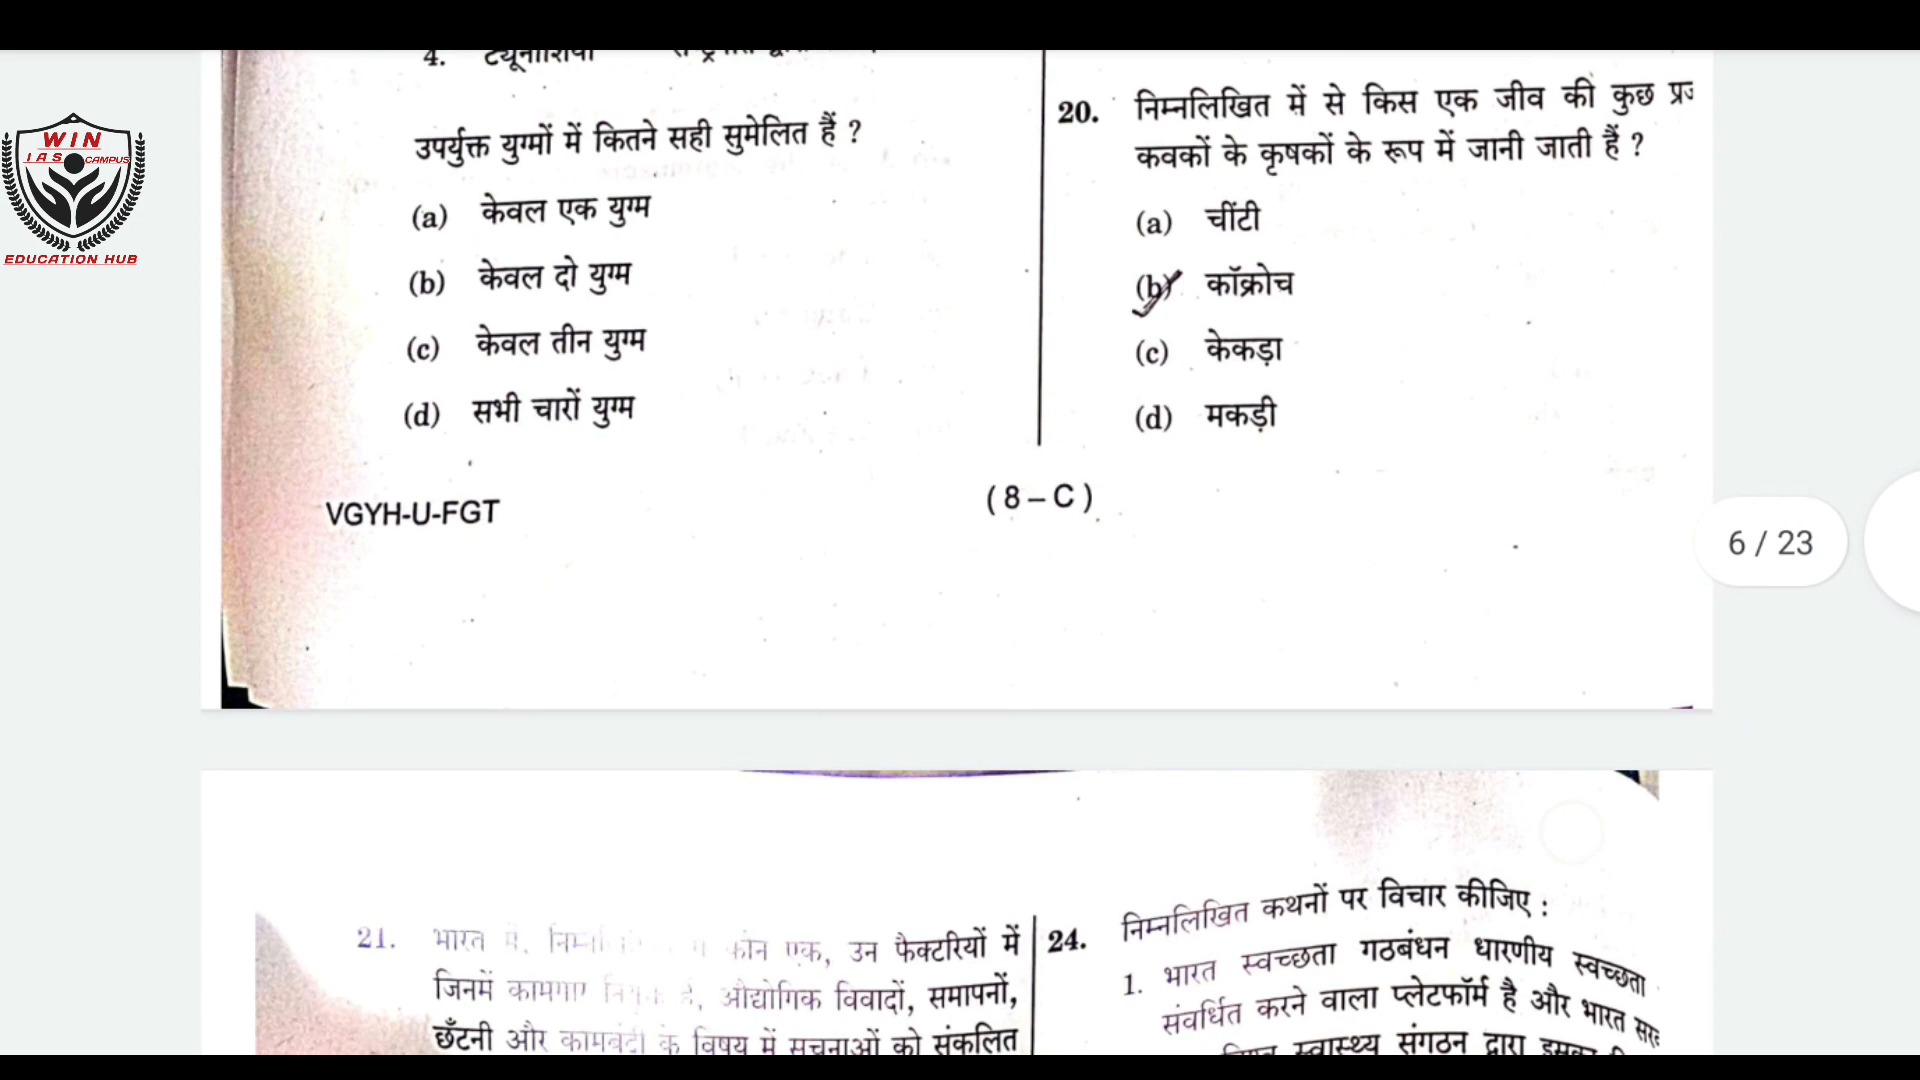 WIN
IAS CAMPUS
EDUCATION HUB
4. ट्यूनीशिया
उपर्युक्त युग्मों में कितने सही सुमेलित हैं ?
(a) केवल एक युग्म
(b) केवल दो युग्म
(c) केवल तीन युग्म
(d) सभी चारों युग्म
20. निम्नलिखित में से किस एक जीव की कुछ
कवकों के कृषकों के रूप में जानी जाती हैं ?
(a) चींटी
(b) कॉक्रोच
(c) केकड़ा
(d) मकड़ी
VGYH-U-FGT
( 8 – C )
6 / 23
21. भारत में, कौन एक, उन फैक्टरियों में
जिनमें कामगार है, औद्योगिक विवादों, समापनों,
छँटनी और कामबंदी के विषय में सूचनाओं को संकलित
24. निम्नलिखित कथनों पर विचार कीजिए :
1. भारत स्वच्छता गठबंधन धारणीय स्वच्छता
संवर्धित करने वाला प्लेटफॉर्म है और भारत
स्वास्थ्य संगठन द्वारा